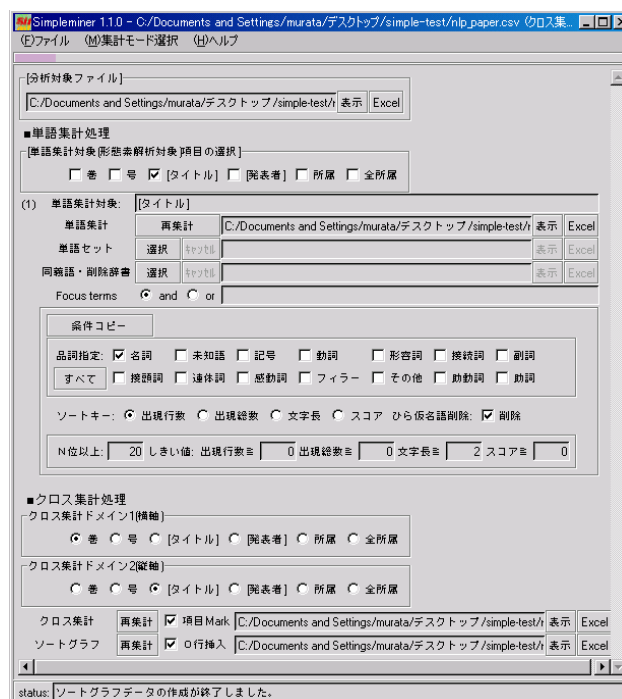 Simpleminer 1.1.0 - C:/Documents and Settings/murata/デスクトップ/simple-test/nlp_paper.csv (クロス集...
(F)ファイル (M)集計モード選択 (H)ヘルプ
[分析対象ファイル]
C:/Documents and Settings/murata/デスクトップ/simple-test/r 表示 Excel
■単語集計処理
[単語集計対象(形態素解析対象)項目の選択]
巻 号 [タイトル] [発表者] 所属 全所属
(1) 単語集計対象: [タイトル]
単語集計 再集計 C:/Documents and Settings/murata/デスクトップ/simple-test/r 表示 Excel
単語セット 選択 キャンセル 表示 Excel
同義語・削除辞書 選択 キャンセル 表示 Excel
Focus terms and or
条件コピー
品詞指定: 名詞 未知語 記号 動詞 形容詞 接続詞 副詞
すべて 接頭詞 連体詞 感動詞 フィラー その他 助動詞 助詞
ソートキー: 出現行数 出現総数 文字長 スコア ひら仮名語削除: 削除
N位以上: 20 しきい値: 出現行数≧ 0 出現総数≧ 0 文字長≧ 2 スコア≧ 0
■クロス集計処理
クロス集計ドメイン1(横軸)
巻 号 [タイトル] [発表者] 所属 全所属
クロス集計ドメイン2(縦軸)
巻 号 [タイトル] [発表者] 所属 全所属
クロス集計 再集計 項目Mark C:/Documents and Settings/murata/デスクトップ/simple-test/r 表示 Excel
ソートグラフ 再集計 0行挿入 C:/Documents and Settings/murata/デスクトップ/simple-test/r 表示 Excel
status: ソートグラフデータの作成が終了しました。